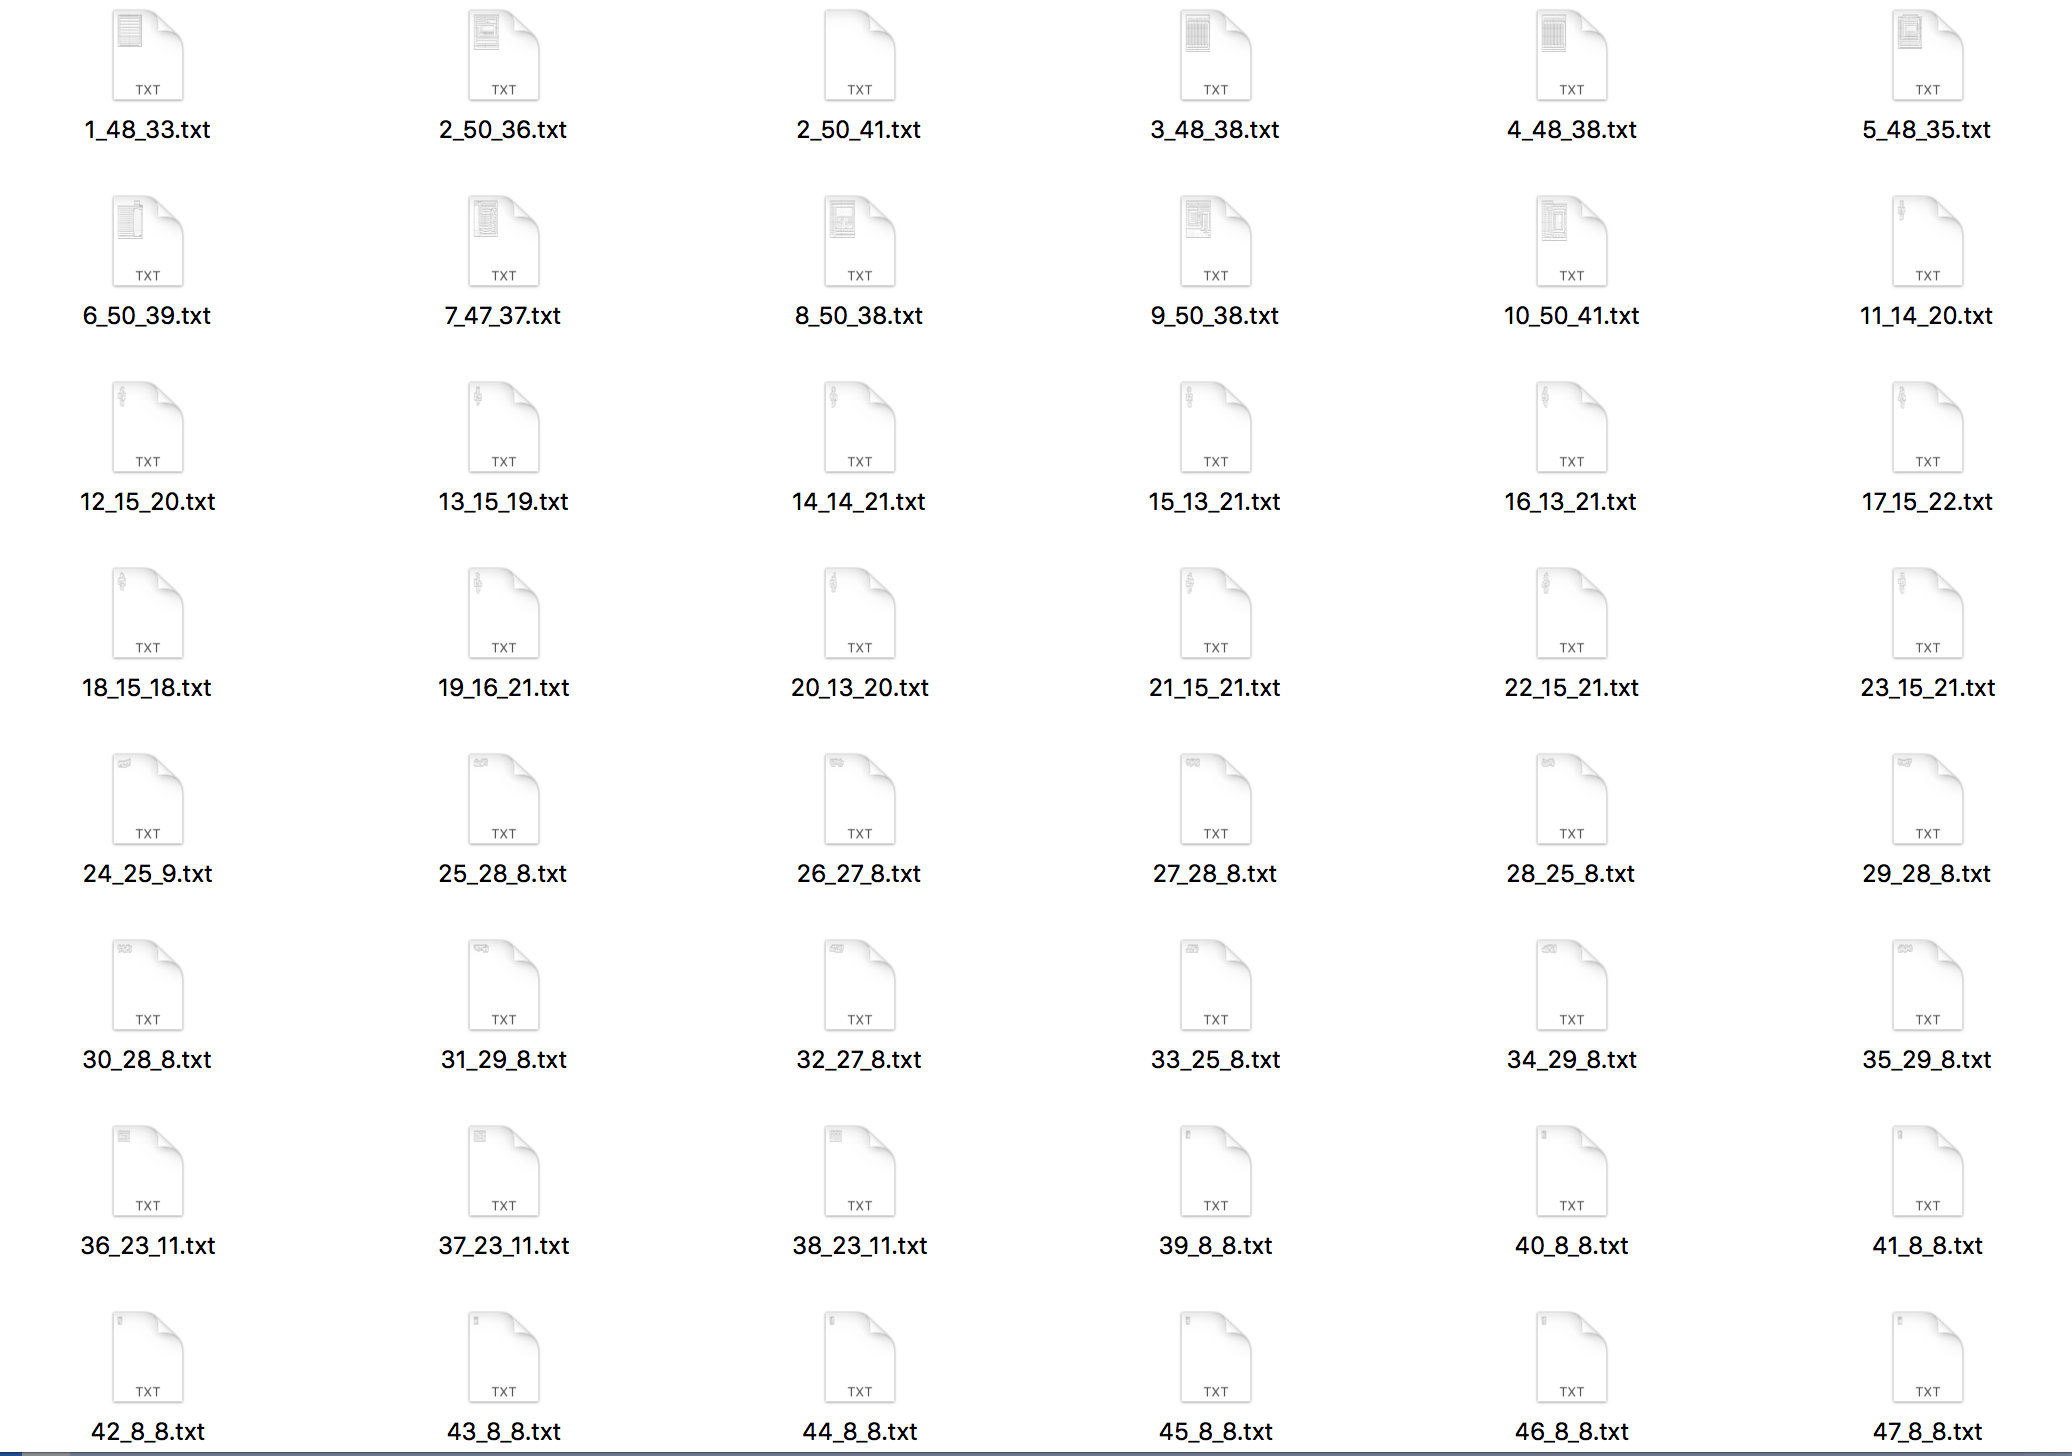 TXT TXT TXT TXT TXT TXT
1_48_33.txt 2_50_36.txt 2_50_41.txt 3_48_38.txt 4_48_38.txt 5_48_35.txt
TXT TXT TXT TXT TXT TXT
6_50_39.txt 7_47_37.txt 8_50_38.txt 9_50_38.txt 10_50_41.txt 11_14_20.txt
TXT TXT TXT TXT TXT TXT
12_15_20.txt 13_15_19.txt 14_14_21.txt 15_13_21.txt 16_13_21.txt 17_15_22.txt
TXT TXT TXT TXT TXT TXT
18_15_18.txt 19_16_21.txt 20_13_20.txt 21_15_21.txt 22_15_21.txt 23_15_21.txt
TXT TXT TXT TXT TXT TXT
24_25_9.txt 25_28_8.txt 26_27_8.txt 27_28_8.txt 28_25_8.txt 29_28_8.txt
TXT TXT TXT TXT TXT TXT
30_28_8.txt 31_29_8.txt 32_27_8.txt 33_25_8.txt 34_29_8.txt 35_29_8.txt
TXT TXT TXT TXT TXT TXT
36_23_11.txt 37_23_11.txt 38_23_11.txt 39_8_8.txt 40_8_8.txt 41_8_8.txt
TXT TXT TXT TXT TXT TXT
42_8_8.txt 43_8_8.txt 44_8_8.txt 45_8_8.txt 46_8_8.txt 47_8_8.txt